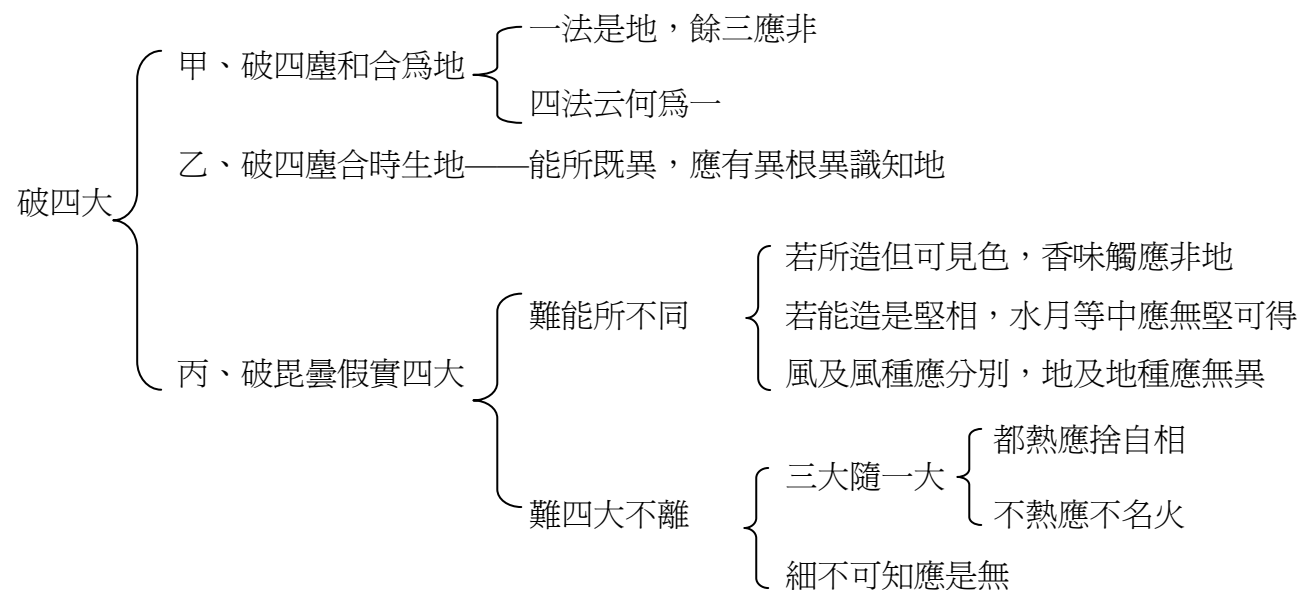 破四大
甲、破四塵和合爲地
一法是地，餘三應非
四法云何爲一
乙、破四塵合時生地——能所既異，應有異根異識知地
丙、破毘曇假實四大
難能所不同
若所造但可見色，香味觸應非地
若能造是堅相，水月等中應無堅可得
風及風種應分別，地及地種應無異
難四大不離
三大隨一大
都熱應捨自相
不熱應不名火
細不可知應是無